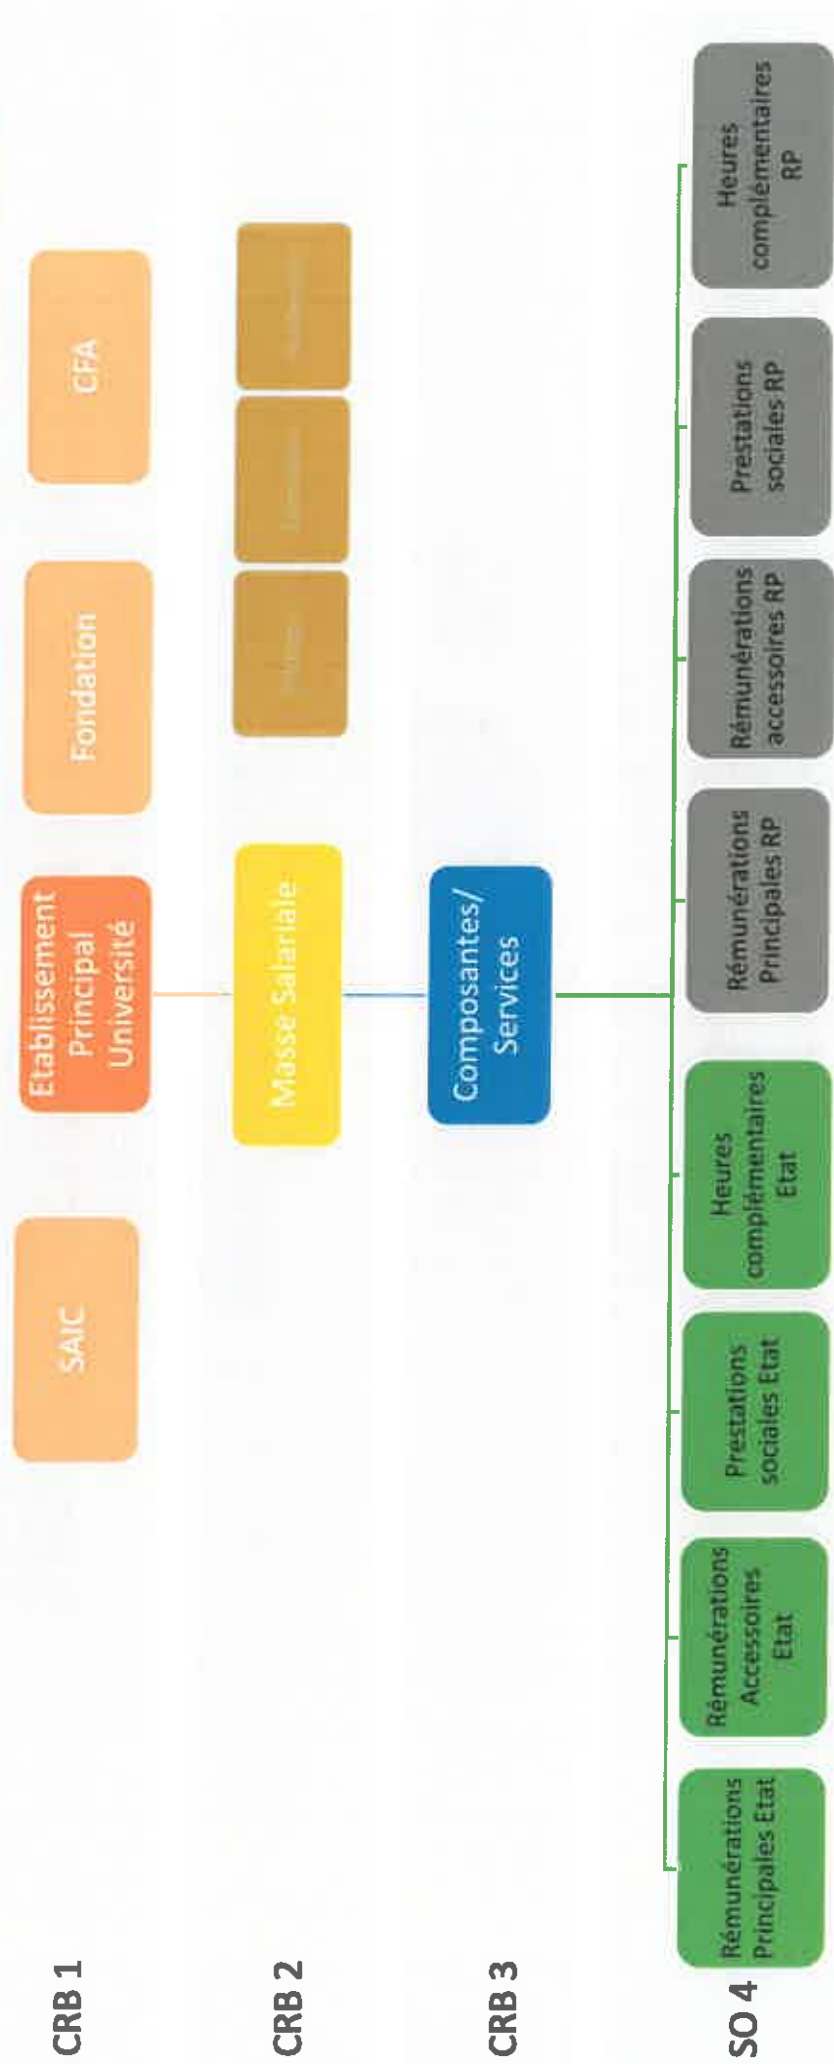 CRB 1
SAIC
Etablissement
Principal
Université
Fondation
CFA
CRB 2
Masse Salariale
CRB 3
Composantes/
Services
SO 4
Rémunérations
Principales Etat
Rémunérations
Accessoires
Etat
Prestations
sociales Etat
Heures
complémentaires
Etat
Rémunérations
Principales RP
Rémunérations
accessoires RP
Prestations
sociales RP
Heures
complémentaires
RP